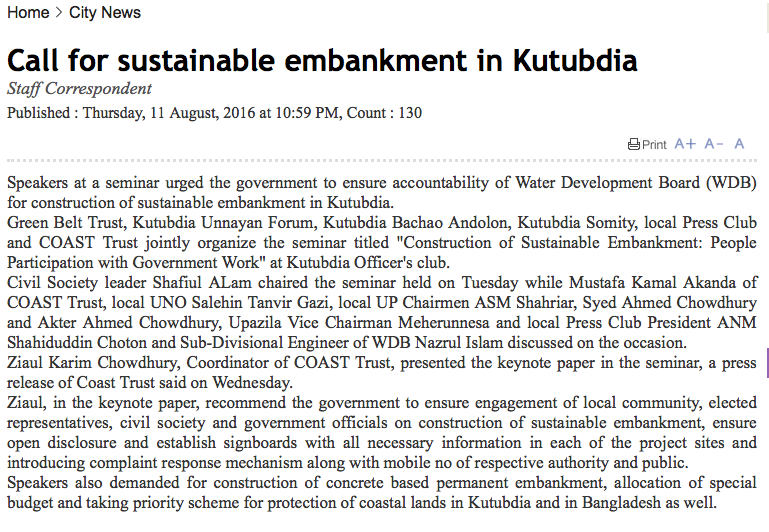 Home > City News
Call for sustainable embankment in Kutubdia
Staff Correspondent
Published : Thursday, 11 August, 2016 at 10:59 PM, Count : 130
Print A+ A- A
Speakers at a seminar urged the government to ensure accountability of Water Development Board (WDB)
for construction of sustainable embankment in Kutubdia.
Green Belt Trust, Kutubdia Unnayan Forum, Kutubdia Bachao Andolon, Kutubdia Somity, local Press Club
and COAST Trust jointly organize the seminar titled "Construction of Sustainable Embankment: People
Participation with Government Work" at Kutubdia Officer's club.
Civil Society leader Shafiul ALam chaired the seminar held on Tuesday while Mustafa Kamal Akanda of
COAST Trust, local UNO Salehin Tanvir Gazi, local UP Chairmen ASM Shahriar, Syed Ahmed Chowdhury
and Akter Ahmed Chowdhury, Upazila Vice Chairman Meherunnesa and local Press Club President ANM
Shahiduddin Choton and Sub-Divisional Engineer of WDB Nazrul Islam discussed on the occasion.
Ziaul Karim Chowdhury, Coordinator of COAST Trust, presented the keynote paper in the seminar, a press
release of Coast Trust said on Wednesday.
Ziaul, in the keynote paper, recommend the government to ensure engagement of local community, elected
representatives, civil society and government officials on construction of sustainable embankment, ensure
open disclosure and establish signboards with all necessary information in each of the project sites and
introducing complaint response mechanism along with mobile no of respective authority and public.
Speakers also demanded for construction of concrete based permanent embankment, allocation of special
budget and taking priority scheme for protection of coastal lands in Kutubdia and in Bangladesh as well.